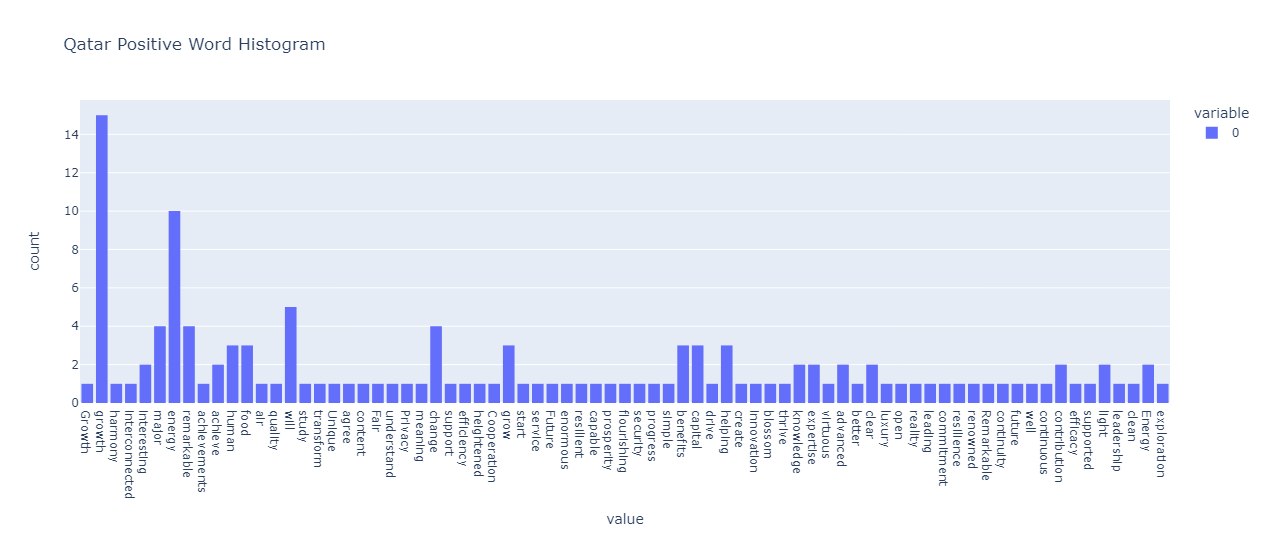 Qatar Positive Word Histogram
variable
0
count
14
12
10
8
6
4
2
0
Growth
growth
harmony
interconnected
interesting
major
energy
remarkable
achievements
achieve
human
food
air
quality
will
study
transform
Unique
agree
content
Fair
understand
Privacy
meaning
change
support
efficiency
heightened
Cooperation
grow
start
service
Future
enormous
resilient
capable
prosperity
flourishing
security
progress
simple
benefits
capital
drive
helping
create
innovation
blossom
thrive
knowledge
expertise
virtuous
advanced
better
clear
luxury
open
reality
leading
commitment
resilience
renowned
Remarkable
continuity
future
well
continuous
contribution
efficacy
supported
light
leadership
clean
Energy
exploration
value